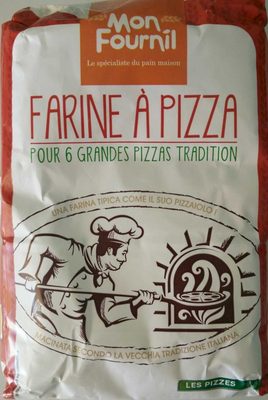 Mon
Fournil
Le spécialiste du pain maison
FARINE À PIZZA
POUR 6 GRANDES PIZZAS TRADITION
UNA FARINA TIPICA COME IL SUO PIZZAIOLO !
MACINATA SECONDO LA VECCHIA TRADIZIONE ITALIANA
LES PIZZES